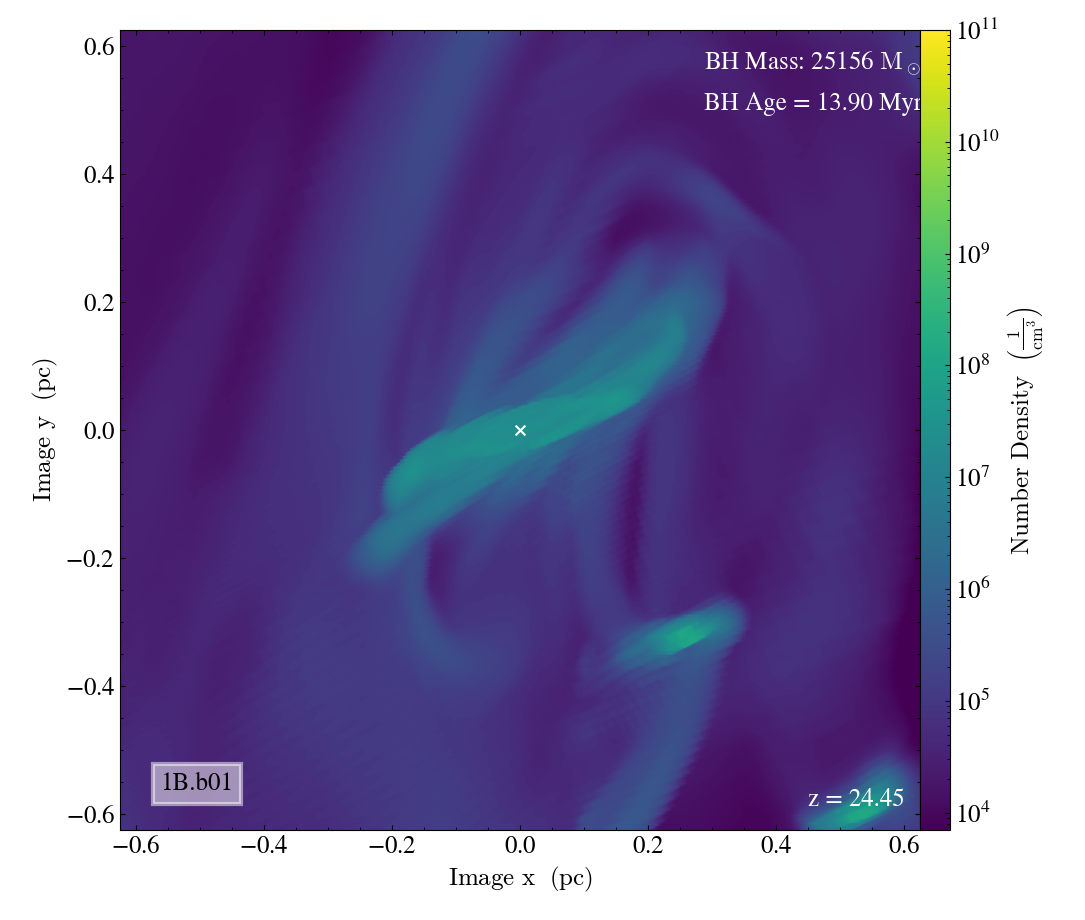 BH Mass: 25156 M⊙
BH Age = 13.90 Myr
1B.b01
z = 24.45
0.6
0.4
0.2
0.0
−0.2
−0.4
−0.6
Image y (pc)
−0.6 −0.4 −0.2 0.0 0.2 0.4 0.6
Image x (pc)
10¹¹
10¹⁰
10⁹
10⁸
10⁷
10⁶
10⁵
10⁴
Number Density (1/cm³)